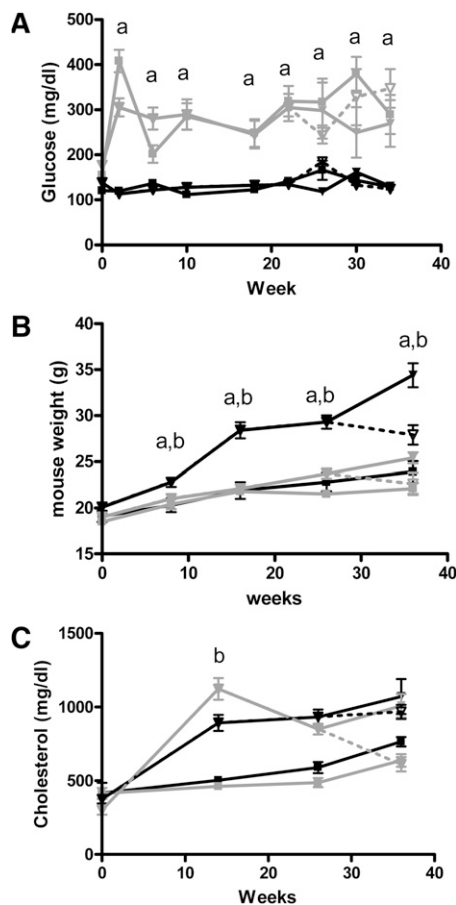 A
a a a a a a a a
Glucose (mg/dl)
500
400
300
200
100
0
0 10 20 30 40
Week
B
a,b a,b a,b a,b
mouse weight (g)
40
35
30
25
20
15
0 10 20 30 40
weeks
C
b
Cholesterol (mg/dl)
1500
1000
500
0
0 10 20 30 40
Weeks